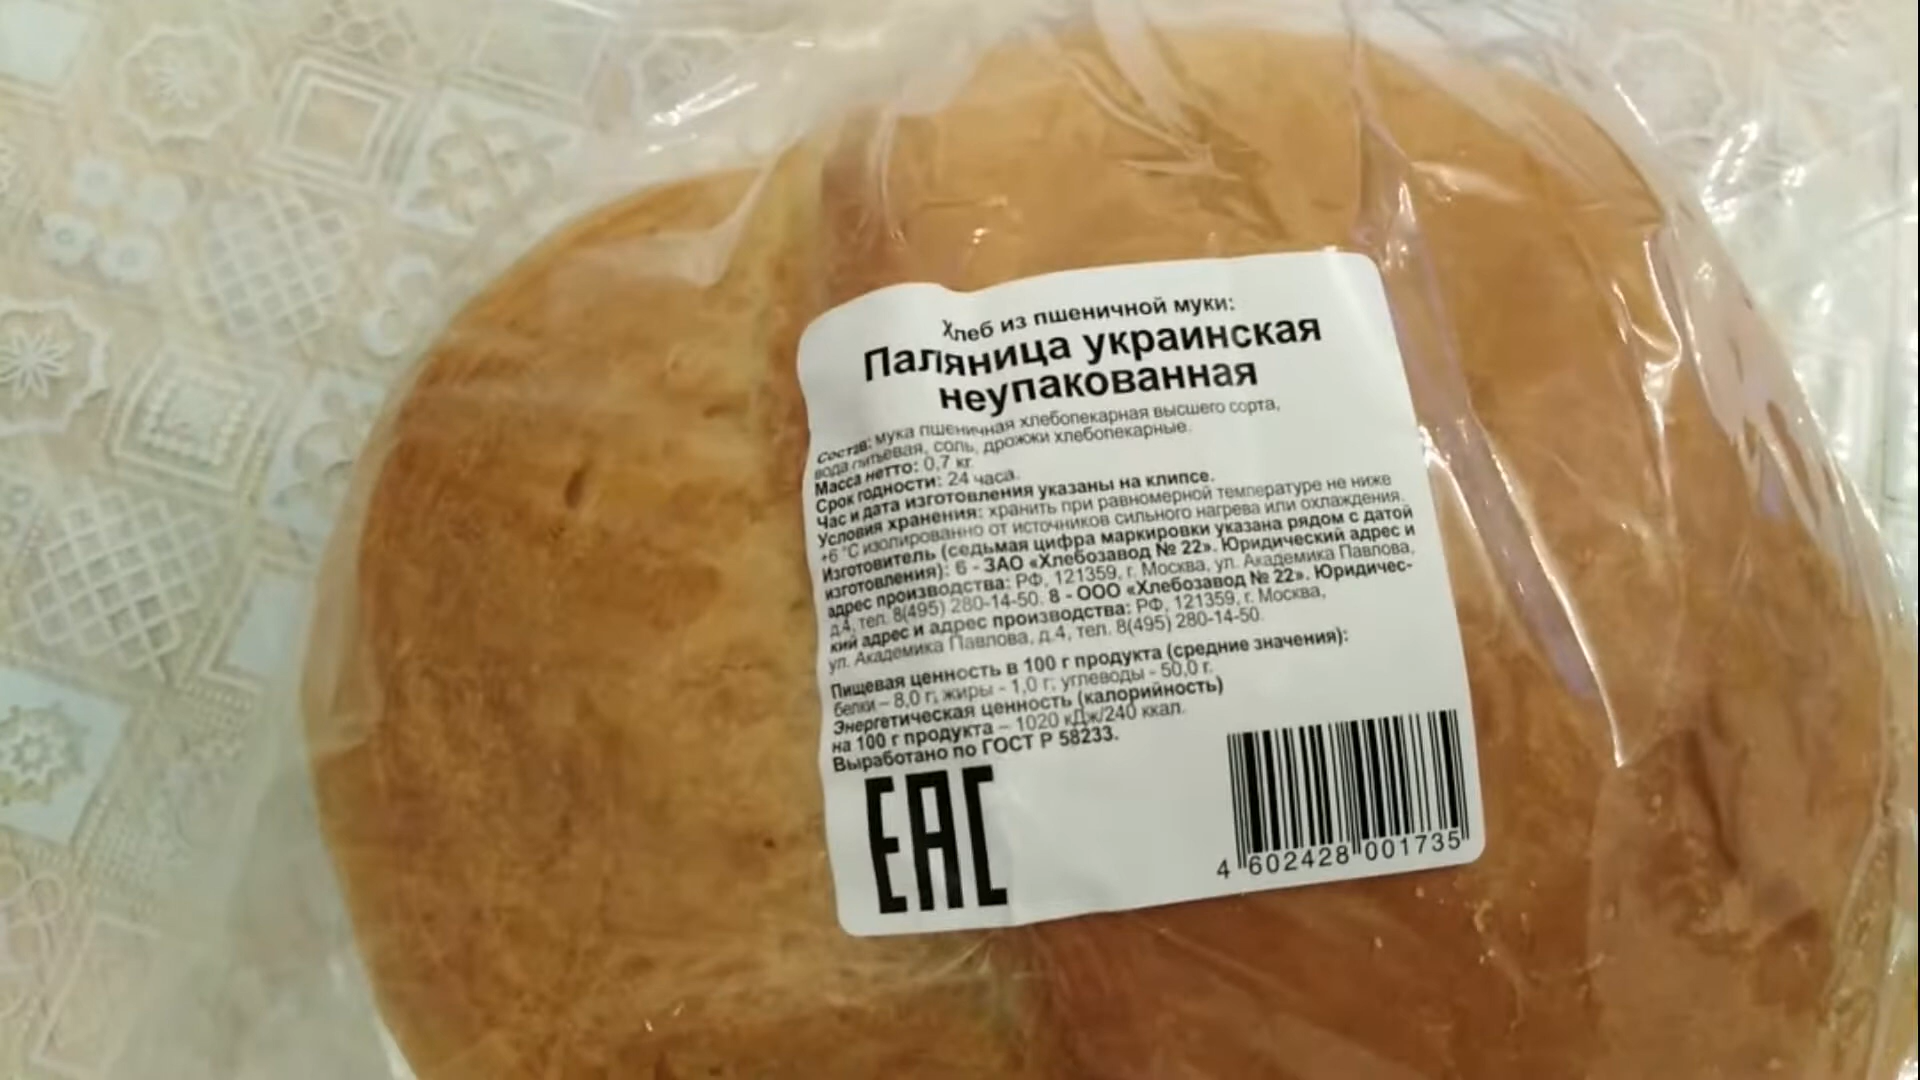 Хлеб из пшеничной муки:
Паляница украинская
неупакованная
Состав: мука пшеничная хлебопекарная высшего сорта,
вода питьевая, соль, дрожжи хлебопекарные.
Масса нетто: 0,7 кг.
Срок годности: 24 часа.
Час и дата изготовления указаны на клипсе.
Условия хранения: хранить при равномерной температуре не ниже
+6 °С изолированно от источников сильного нагрева или охлаждения.
Изготовитель (седьмая цифра маркировки указана рядом с датой
изготовления): 6 - ЗАО «Хлебозавод № 22». Юридический адрес и
адрес производства: РФ, 121359, г. Москва, ул. Академика Павлова,
д.4, тел. 8(495) 280-14-50. 8 - ООО «Хлебозавод № 22». Юридичес-
кий адрес и адрес производства: РФ, 121359, г. Москва,
ул. Академика Павлова, д.4, тел. 8(495) 280-14-50.
Пищевая ценность в 100 г продукта (средние значения):
белки – 8,0 г; жиры - 1,0 г; углеводы - 50,0 г.
Энергетическая ценность (калорийность)
на 100 г продукта – 1020 кДж/240 ккал.
Выработано по ГОСТ Р 58233.
ЕАС
4 602428 001735